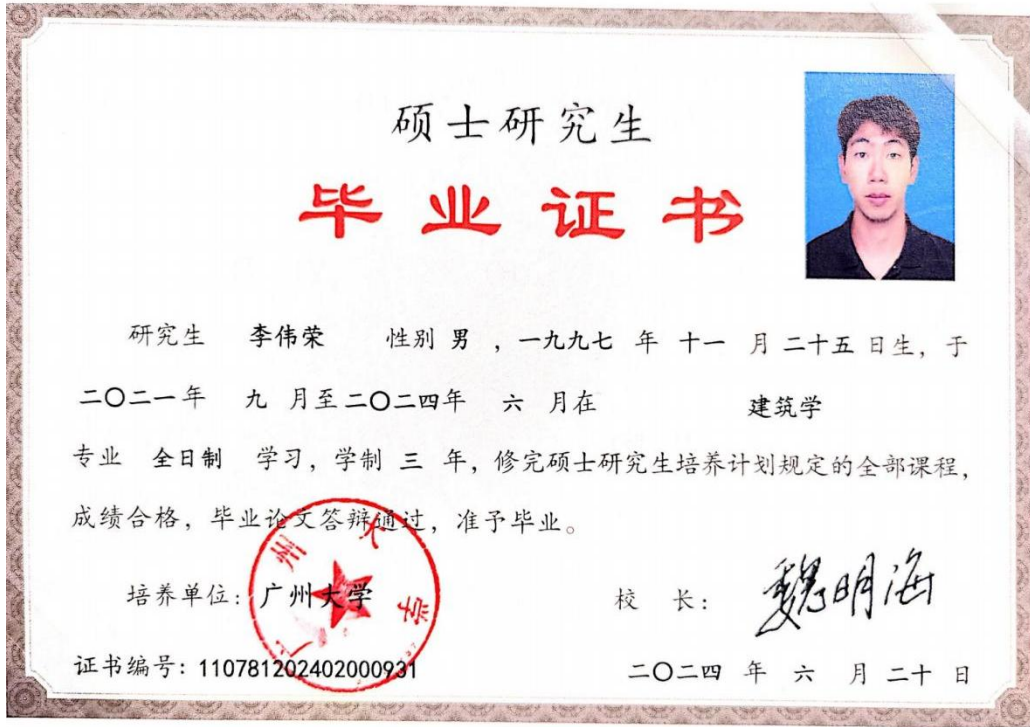 硕士研究生
毕业证书
研究生 李伟荣 性别 男 ，一九九七 年 十一 月 二十五 日生，于
二〇二一年 九 月至二〇二四年 六 月在 建筑学
专业 全日制 学习，学制 三 年，修完硕士研究生培养计划规定的全部课程，
成绩合格，毕业论文答辩通过，准予毕业。
广州大学
培养单位：广州大学 校 长：魏明海
证书编号：110781202402000931 二〇二四 年 六 月 二十 日